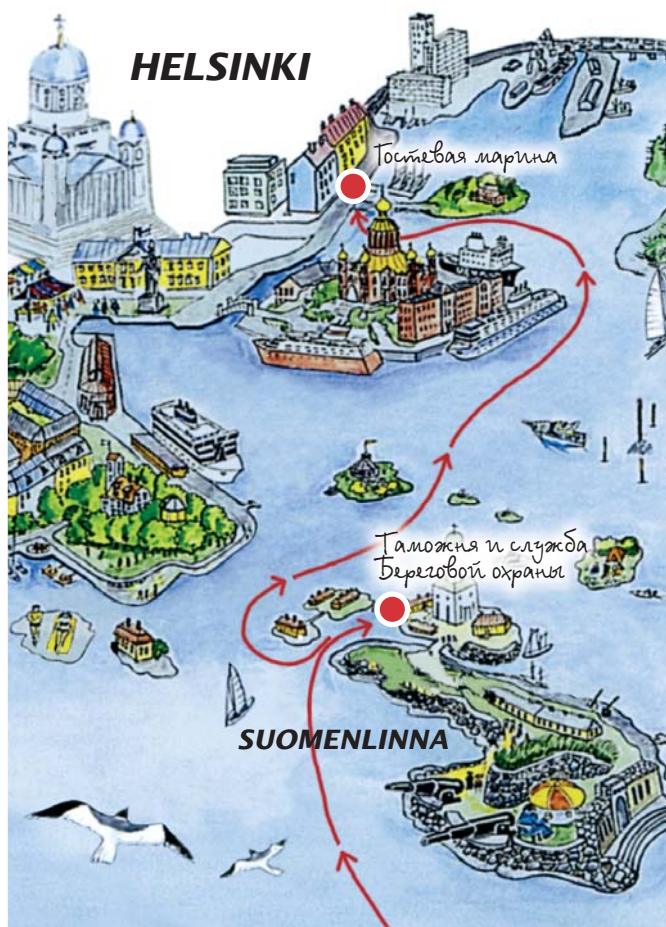 HELSINKI
Гостевая марина
Таможня и служба
Береговой охраны
SUOMENLINNA